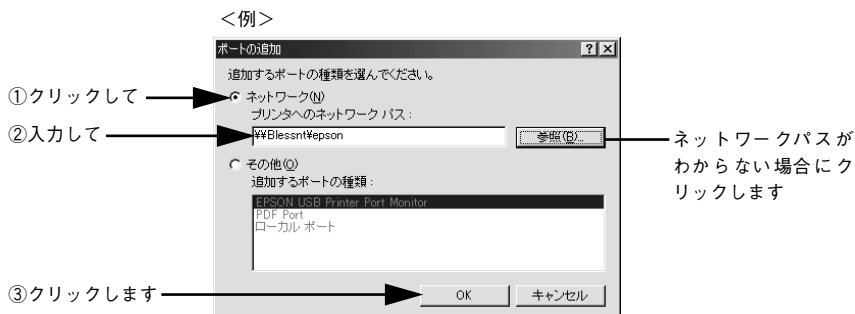 ＜例＞
ポートの追加
追加するポートの種類を選んでください。
①クリックして
ネットワーク(N)
プリンタへのネットワーク パス：
②入力して
¥¥Blessnt¥epson
参照(B)...
ネットワークパスが
わからない場合にク
リックします
その他(O)
追加するポートの種類：
EPSON USB Printer Port Monitor
PDF Port
ローカル ポート
③クリックします
OK
キャンセル